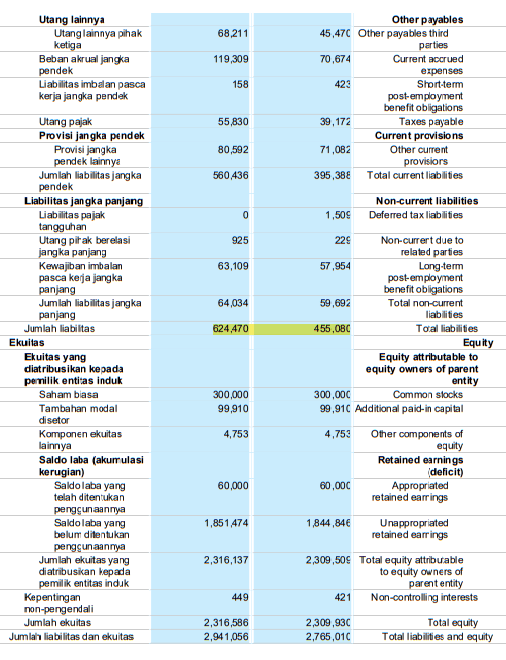 Utang lainnya Other payables
Utang lainnya pihak 68,211 45,470 Other payables third
ketiga parties
Beban akrual jangka 119,309 70,674 Current accrued
pendek expenses
Liabilitas imbalan pasca 158 423 Short-term
kerja jangka pendek post-employment
benefit obligations
Utang pajak 55,830 39,172 Taxes payable
Provisi jangka pendek Current provisions
Provisi jangka 80,592 71,082 Other current
pendek lainnya provisions
Jumlah liabilitas jangka 560,436 395,388 Total current liabilities
pendek
Liabilitas jangka panjang Non-current liabilities
Liabilitas pajak 0 1,509 Deferred tax liabilities
tangguhan
Utang pihak berelasi 925 229 Non-current due to
jangka panjang related parties
Kewajiban imbalan 63,109 57,954 Long-term
pasca kerja jangka post-employment
panjang benefit obligations
Jumlah liabilitas jangka 64,034 59,692 Total non-current
panjang liabilities
Jumlah liabilitas 624,470 455,080 Total liabilities
Ekuitas Equity
Ekuitas yang Equity attributable to
diatribusikan kepada equity owners of parent
pemilik entitas induk entity
Saham biasa 300,000 300,000 Common stocks
Tambahan modal 99,910 99,910 Additional paid-in capital
disetor
Komponen ekuitas 4,753 4,753 Other components of
lainnya equity
Saldo laba (akumulasi Retained earnings
kerugian) (deficit)
Saldo laba yang 60,000 60,000 Appropriated
telah ditentukan retained earnings
penggunaannya
Saldo laba yang 1,851,474 1,844,846 Unappropriated
belum ditentukan retained earnings
penggunaannya
Jumlah ekuitas yang 2,316,137 2,309,509 Total equity attributable
diatribusikan kepada to equity owners of
pemilik entitas induk parent entity
Kepentingan 449 421 Non-controlling interests
non-pengendali
Jumlah ekuitas 2,316,586 2,309,930 Total equity
Jumlah liabilitas dan ekuitas 2,941,056 2,765,010 Total liabilities and equity